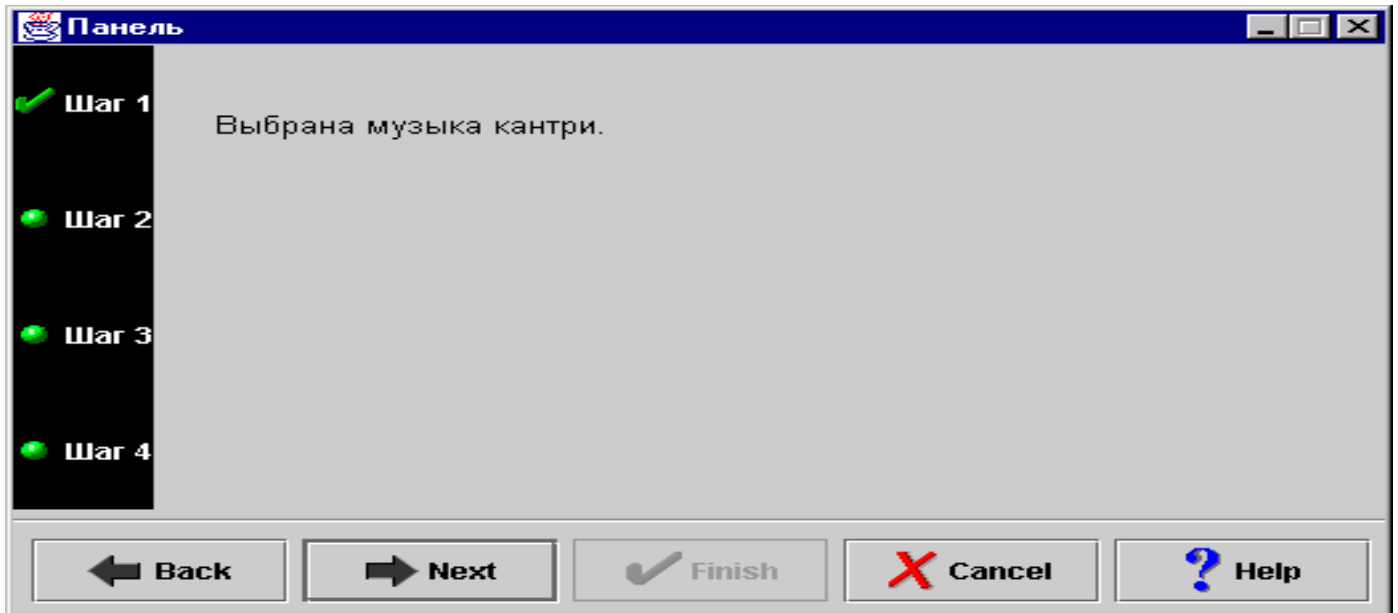 Панель
Шаг 1
Выбрана музыка кантри.
Шаг 2
Шаг 3
Шаг 4
Back Next Finish Cancel Help